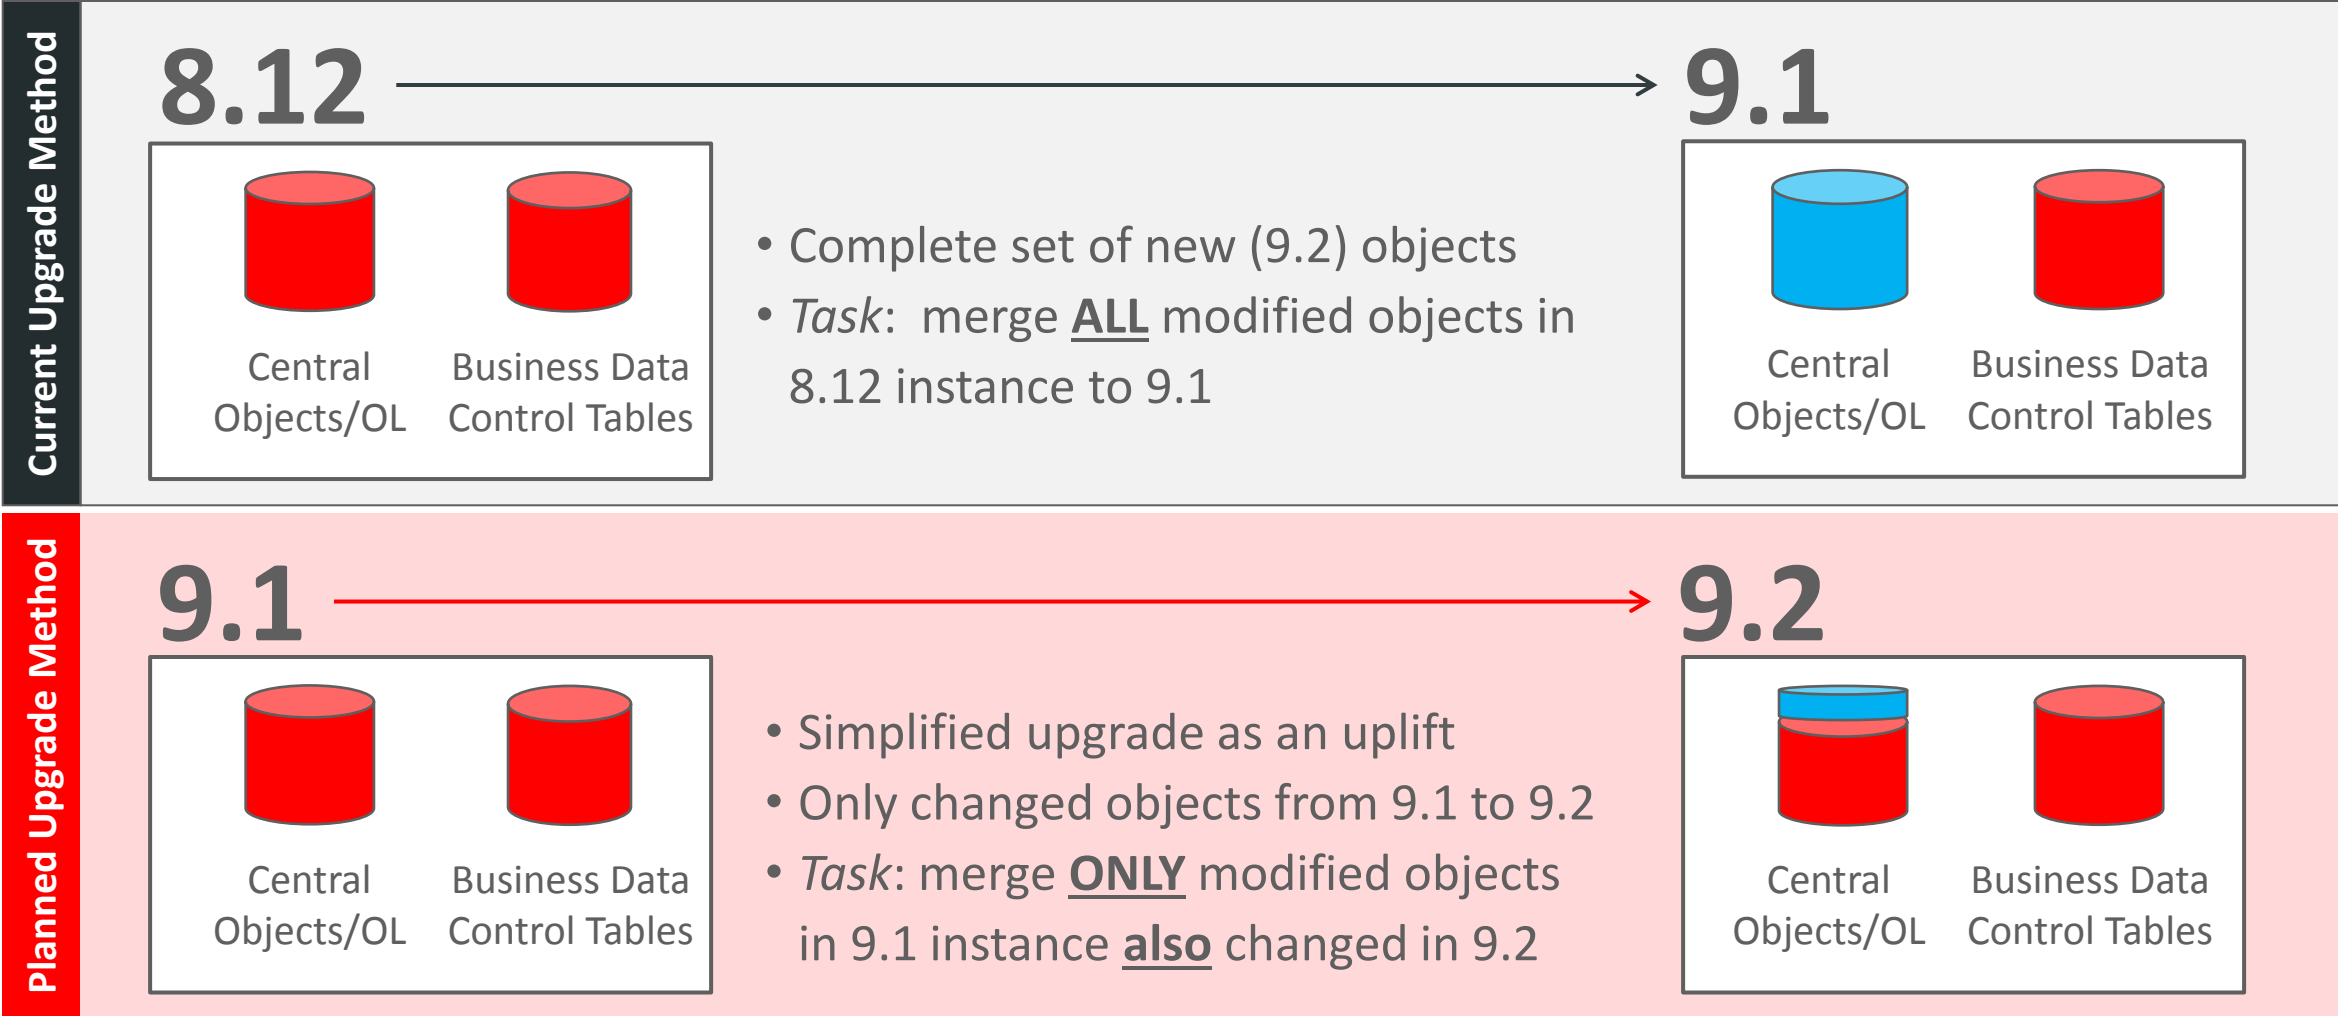 Current Upgrade Method
8.12
9.1
Central
Objects/OL
Business Data
Control Tables
• Complete set of new (9.2) objects
• Task:  merge ALL modified objects in
8.12 instance to 9.1
Central
Objects/OL
Business Data
Control Tables
Planned Upgrade Method
9.1
9.2
Central
Objects/OL
Business Data
Control Tables
• Simplified upgrade as an uplift
• Only changed objects from 9.1 to 9.2
• Task: merge ONLY modified objects
in 9.1 instance also changed in 9.2
Central
Objects/OL
Business Data
Control Tables